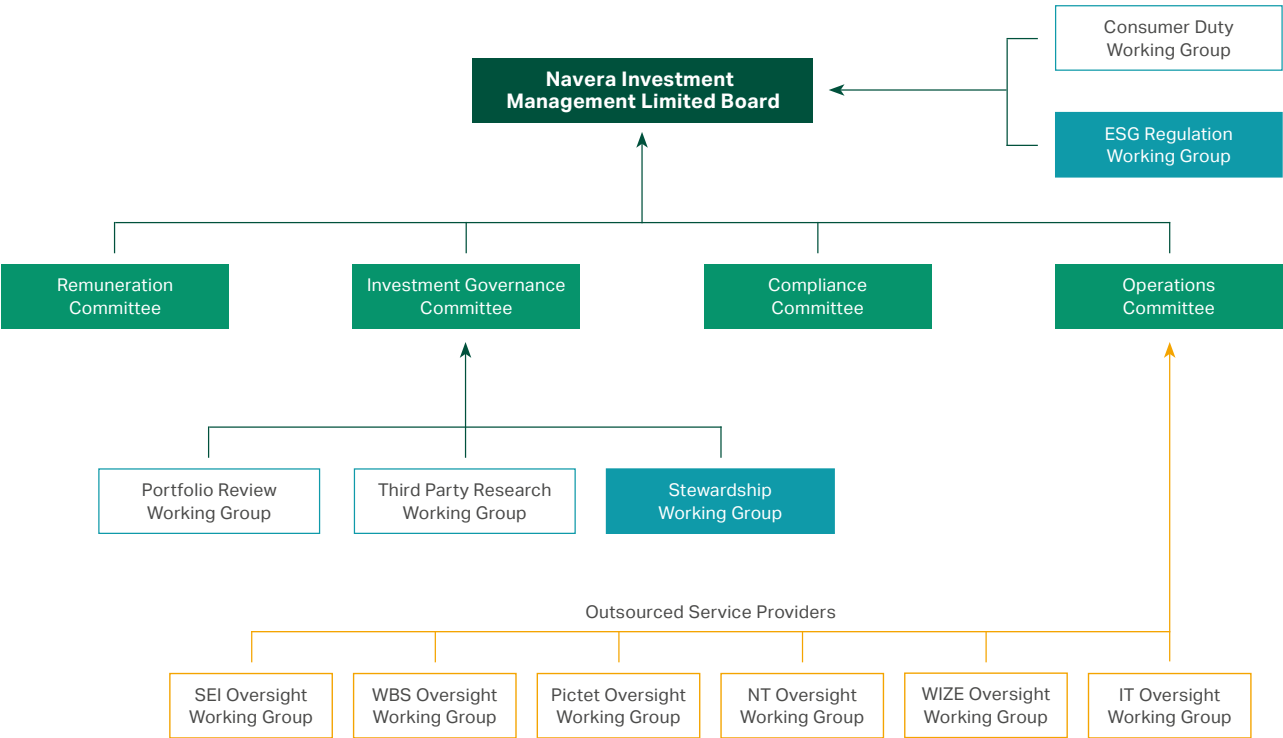 Consumer Duty
Working Group
Navera Investment
Management Limited Board
ESG Regulation
Working Group
Remuneration
Committee
Investment Governance
Committee
Compliance
Committee
Operations
Committee
Portfolio Review
Working Group
Third Party Research
Working Group
Stewardship
Working Group
Outsourced Service Providers
SEI Oversight
Working Group
WBS Oversight
Working Group
Pictet Oversight
Working Group
NT Oversight
Working Group
WIZE Oversight
Working Group
IT Oversight
Working Group